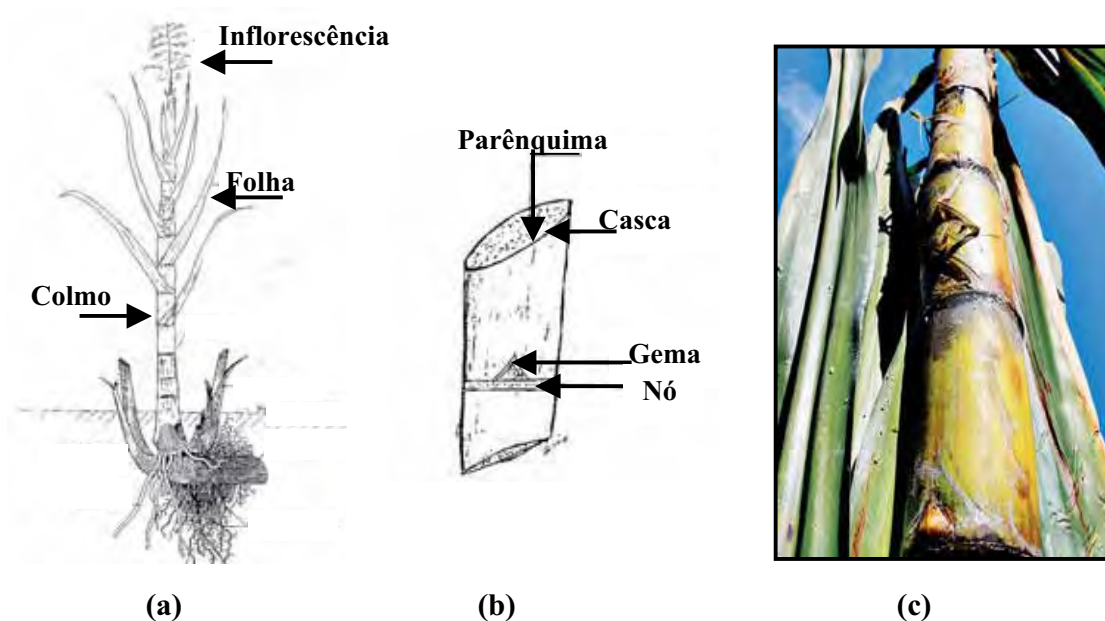 Inflorescência
Folha
Colmo
Parênquima
Casca
Gema
Nó
(a)
(b)
(c)